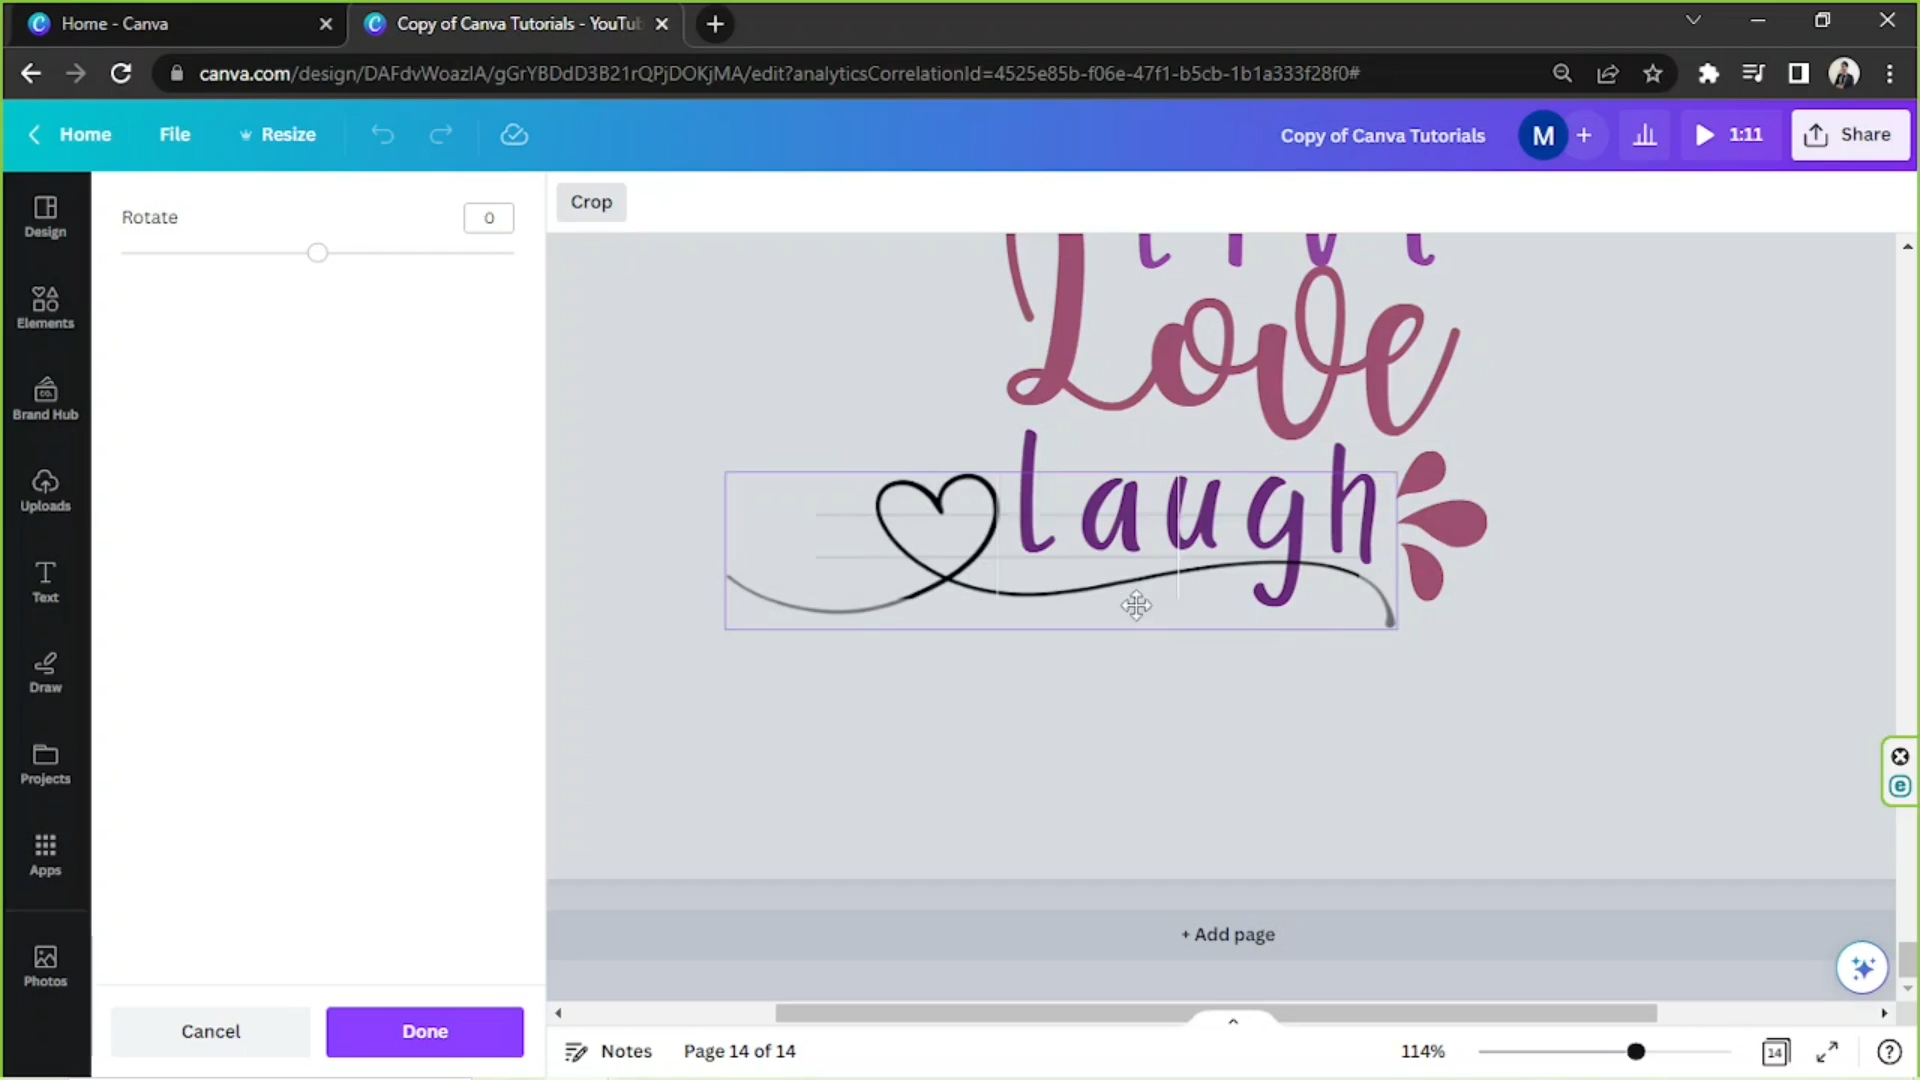 Home - Canva
Copy of Canva Tutorials - YouTub
canva.com/design/DAFdvWoazIA/gGrYBDdD3B21rQPjDOKjMA/edit?analyticsCorrelationId=4525e85b-f06e-47f1-b5cb-1b1a333f28f0#
Home
File
Resize
Copy of Canva Tutorials
M
1:11
Share
Design
Elements
Brand Hub
Uploads
Text
Draw
Projects
Apps
Photos
Rotate
0
Crop
Love
laugh
+ Add page
Cancel
Done
Notes
Page 14 of 14
114%
14